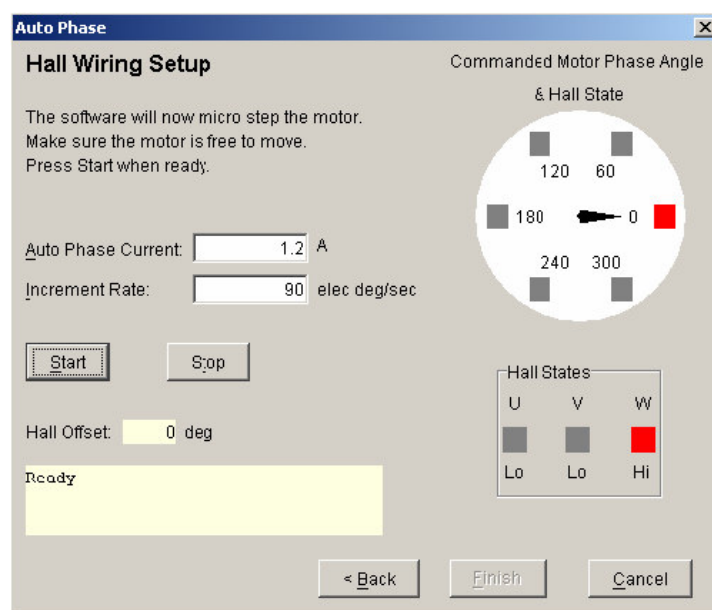 Auto Phase
Hall Wiring Setup
The software will now micro step the motor.
Make sure the motor is free to move.
Press Start when ready.
Auto Phase Current: 1.2 A
Increment Rate: 90 elec deg/sec
Start Stop
Hall Offset: 0 deg
Ready
Commanded Motor Phase Angle
& Hall State
120 60
180 0
240 300
Hall States
U V W
Lo Lo Hi
< Back Finish Cancel